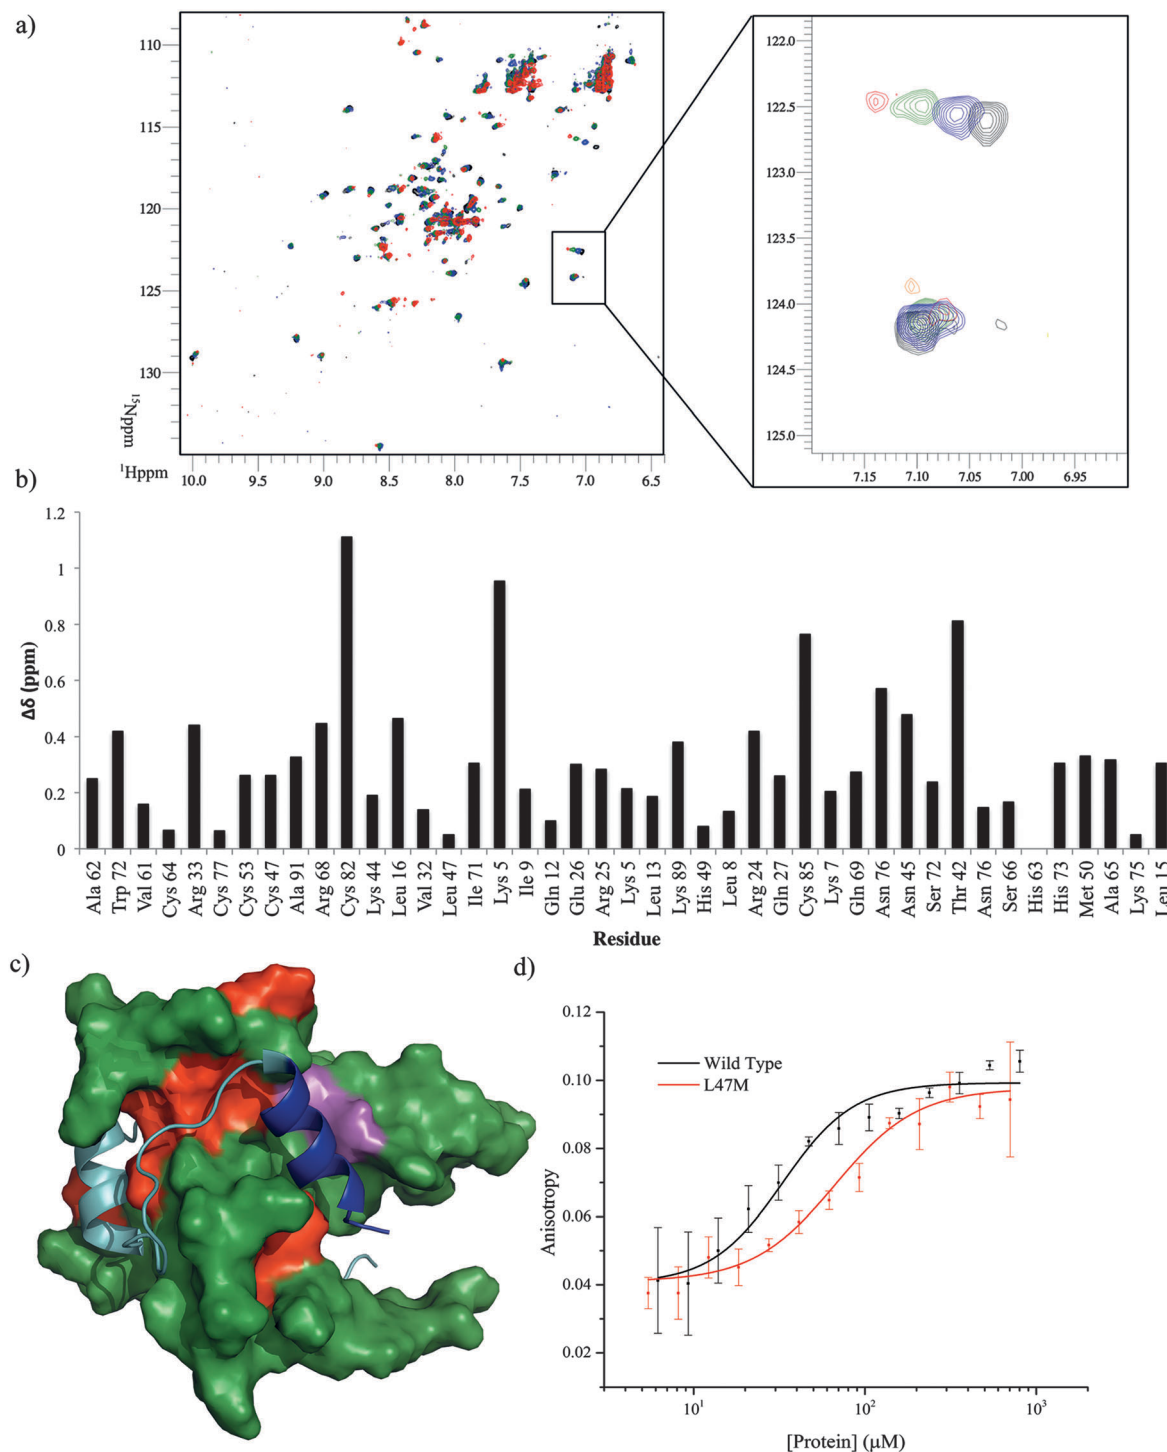 a)
110
115
120
125
130
15Nppm
1Hppm
10.0 9.5 9.0 8.5 8.0 7.5 7.0 6.5
122.0
122.5
123.0
123.5
124.0
124.5
125.0
7.15 7.10 7.05 7.00 6.95
b)
1.2
1
0.8
0.6
0.4
0.2
0
Δδ (ppm)
Ala 62
Trp 72
Val 61
Cys 64
Arg 33
Cys 77
Cys 53
Cys 47
Ala 91
Arg 68
Cys 82
Lys 44
Leu 16
Val 32
Leu 47
Ile 71
Lys 5
Ile 9
Gln 12
Glu 26
Arg 25
Lys 5
Leu 13
Lys 89
His 49
Leu 8
Arg 24
Gln 27
Cys 85
Lys 7
Gln 69
Asn 76
Asn 45
Ser 72
Thr 42
Asn 76
Ser 66
His 63
His 73
Met 50
Ala 65
Lys 75
Leu 15
Residue
c)
d)
0.12
0.10
0.08
0.06
0.04
0.02
Anisotropy
Wild Type
L47M
10¹ 10² 10³
[Protein] (µM)